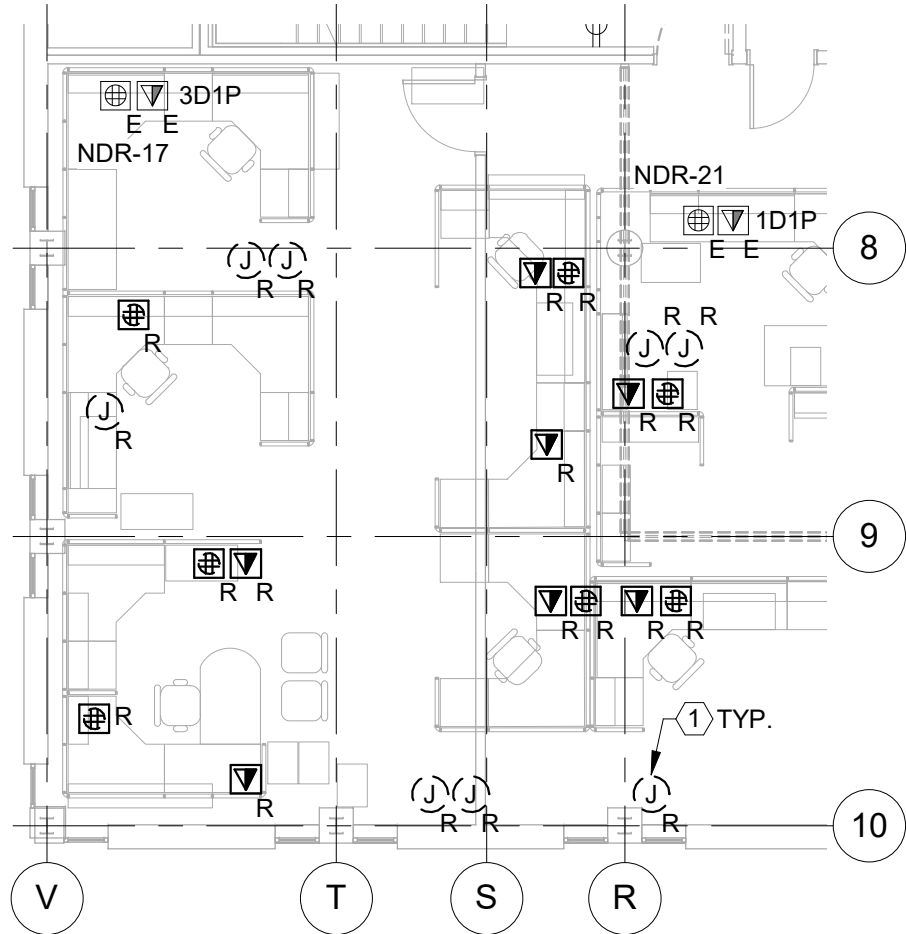 3D1P
E E
NDR-17
NDR-21
1D1P
E E
8
J J
R R
R R
R
R R
J J
J
R
R R
R
9
R R
R R
R R
R
1 TYP.
R
J J
J
R R
R
10
V
T
S
R